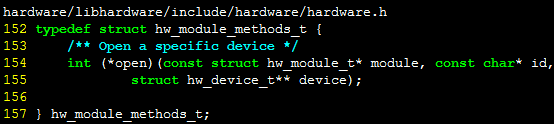 hardware/libhardware/include/hardware/hardware.h
152 typedef struct hw_module_methods_t {
153     /** Open a specific device */
154     int (*open)(const struct hw_module_t* module, const char* id,
155             struct hw_device_t** device);
156
157 } hw_module_methods_t;